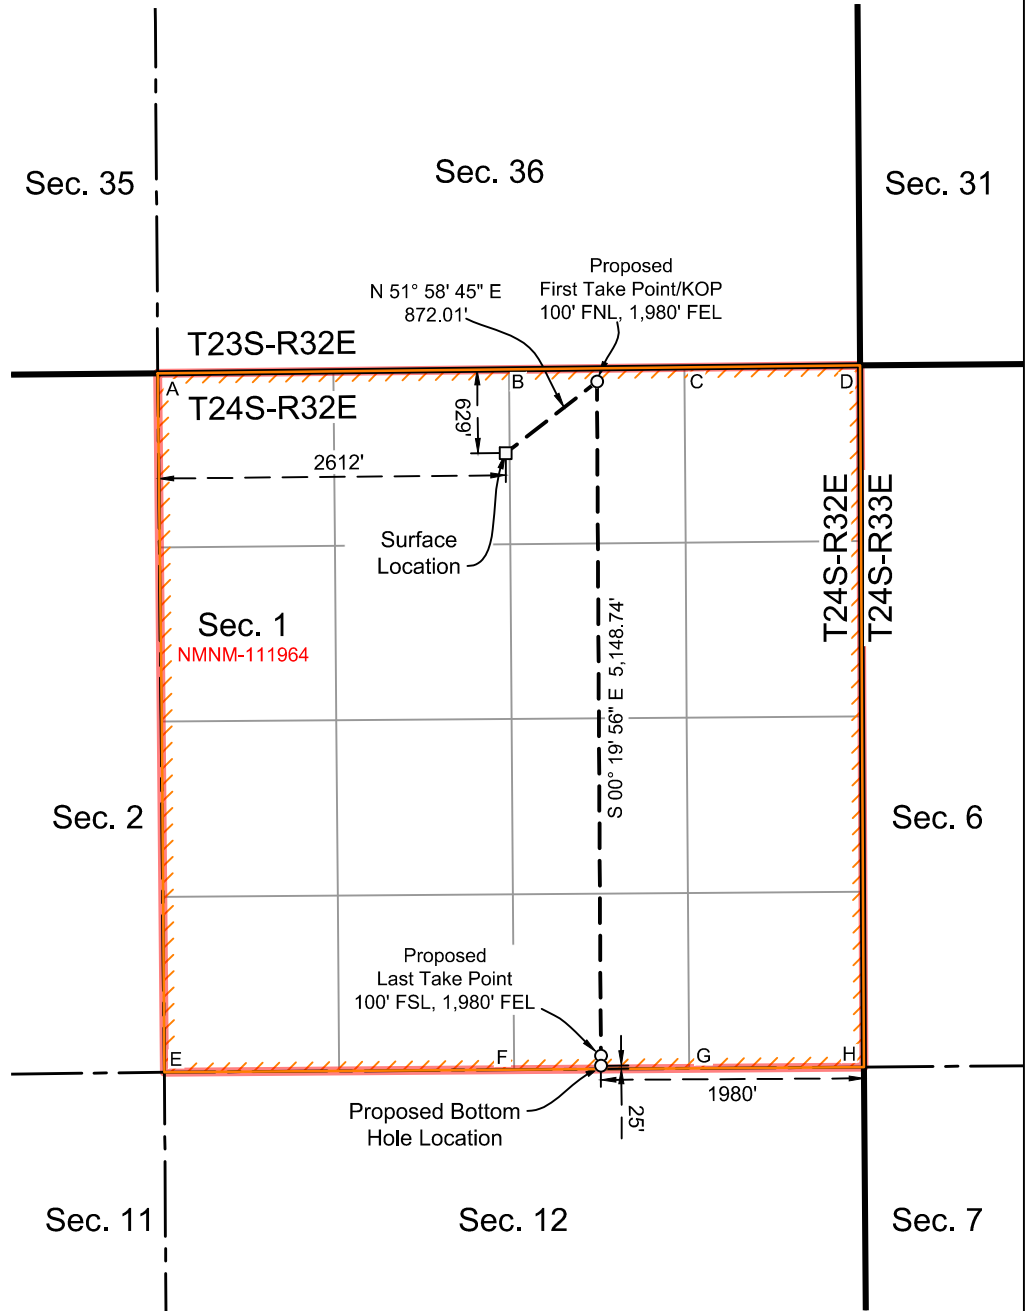 Sec. 35
Sec. 36
Sec. 31
Proposed
First Take Point/KOP
100' FNL, 1,980' FEL
N 51° 58' 45" E
872.01'
T23S-R32E
A
B
C
D
T24S-R32E
629'
2612'
Surface
Location
T24S-R32E
T24S-R33E
Sec. 1
NMNM-111964
S 00° 19' 56" E 5,148.74'
Sec. 2
Sec. 6
Proposed
Last Take Point
100' FSL, 1,980' FEL
E
F
G
H
1980'
25'
Proposed Bottom
Hole Location
Sec. 11
Sec. 12
Sec. 7